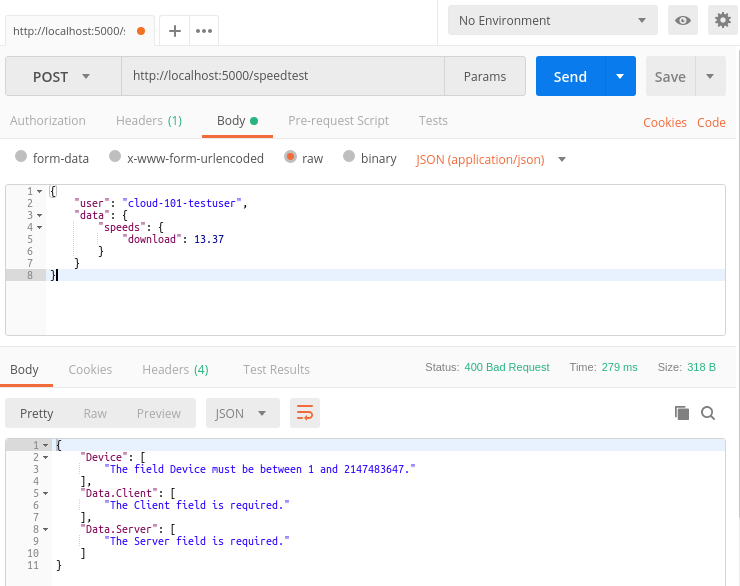 http://localhost:5000/s
No Environment
POST http://localhost:5000/speedtest Params Send Save
Authorization Headers (1) Body Pre-request Script Tests Cookies Code
form-data x-www-form-urlencoded raw binary JSON (application/json)
1 {
2 "user": "cloud-101-testuser",
3 "data": {
4 "speeds": {
5 "download": 13.37
6 }
7 }
8 }
Body Cookies Headers (4) Test Results Status: 400 Bad Request Time: 279 ms Size: 318 B
Pretty Raw Preview JSON
1 {
2 "Device": [
3 "The field Device must be between 1 and 2147483647."
4 ],
5 "Data.Client": [
6 "The Client field is required."
7 ],
8 "Data.Server": [
9 "The Server field is required."
10 ]
11 }